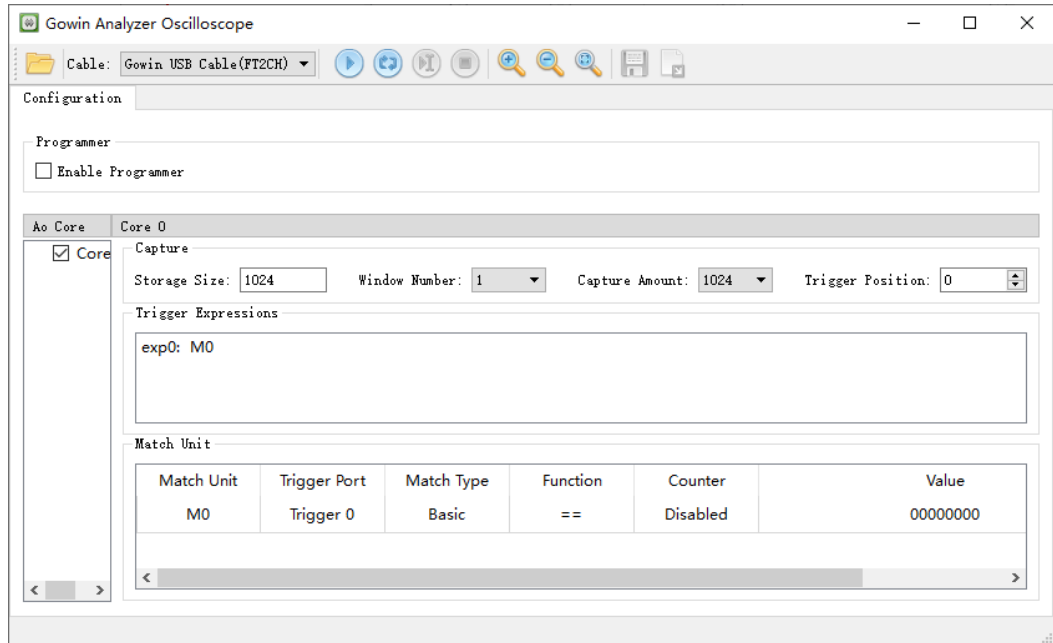 Gowin Analyzer Oscilloscope
Cable: Gowin USB Cable(FT2CH)
Configuration
Programmer
Enable Programmer
Ao Core Core 0
Core
Capture
Storage Size: 1024 Window Number: 1 Capture Amount: 1024 Trigger Position: 0
Trigger Expressions
exp0: M0
Match Unit
Match Unit Trigger Port Match Type Function Counter Value
M0 Trigger 0 Basic == Disabled 00000000